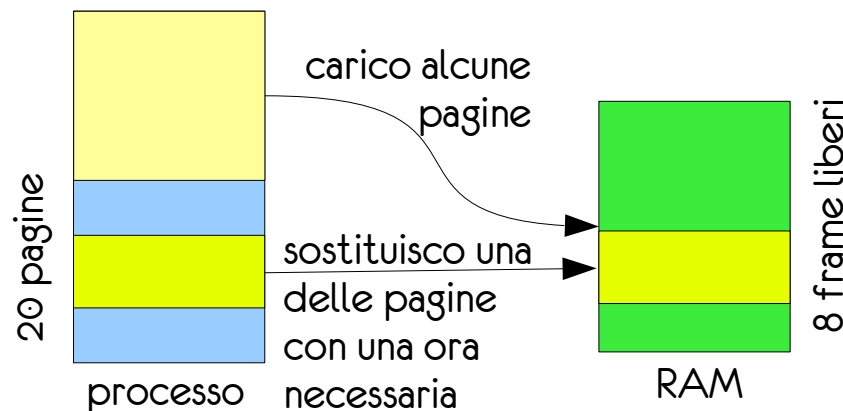 carico alcune
pagine
20 pagine
sostituisco una
delle pagine
con una ora
necessaria
processo
8 frame liberi
RAM